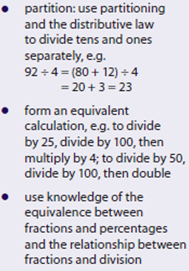 • partition: use partitioning
and the distributive law
to divide tens and ones
separately, e.g.
92 ÷ 4 = (80 + 12) ÷ 4
= 20 + 3 = 23
• form an equivalent
calculation, e.g. to divide
by 25, divide by 100, then
multiply by 4; to divide by 50,
divide by 100, then double
• use knowledge of the
equivalence between
fractions and percentages
and the relationship between
fractions and division